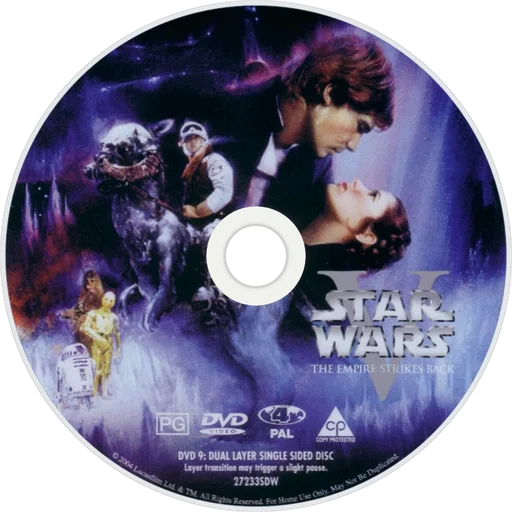 V
STAR
WARS
THE EMPIRE STRIKES BACK
PG DVD VIDEO 4 PAL CP COPY PROTECTED
DVD 9: DUAL LAYER SINGLE SIDED DISC
Layer transition may trigger a slight pause.
27233SDW
© 2004 Lucasfilm Ltd. & TM. All Rights Reserved. For Home Use Only. May Not Be Duplicated.